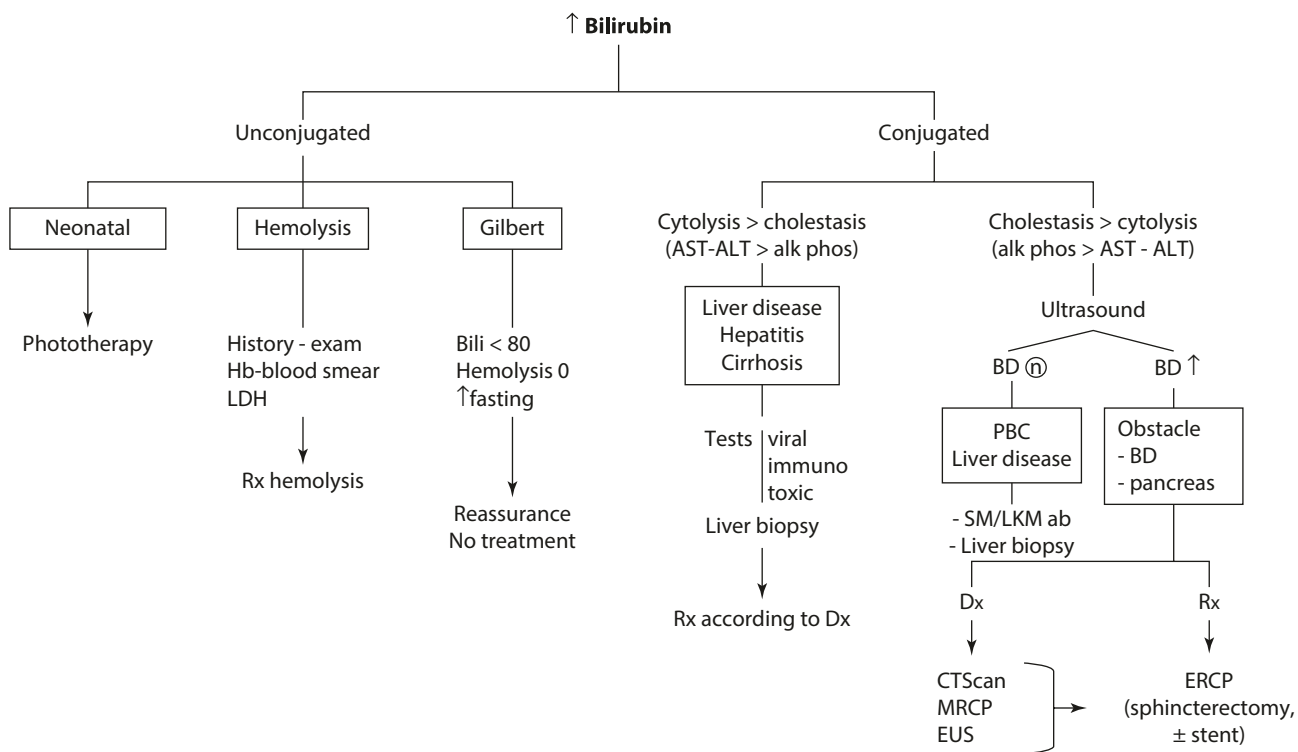 ↑ Bilirubin
Unconjugated
Conjugated
Neonatal
Hemolysis
Gilbert
Cytolysis > cholestasis
(AST-ALT > alk phos)
Cholestasis > cytolysis
(alk phos > AST - ALT)
Phototherapy
History - exam
Hb-blood smear
LDH
Rx hemolysis
Bili < 80
Hemolysis 0
↑fasting
Reassurance
No treatment
Liver disease
Hepatitis
Cirrhosis
Tests viral
immuno
toxic
Liver biopsy
Rx according to Dx
Ultrasound
BD ⓝ
BD ↑
PBC
Liver disease
- SM/LKM ab
- Liver biopsy
Obstacle
- BD
- pancreas
Dx
Rx
CTScan
MRCP
EUS
ERCP
(sphincterectomy,
± stent)